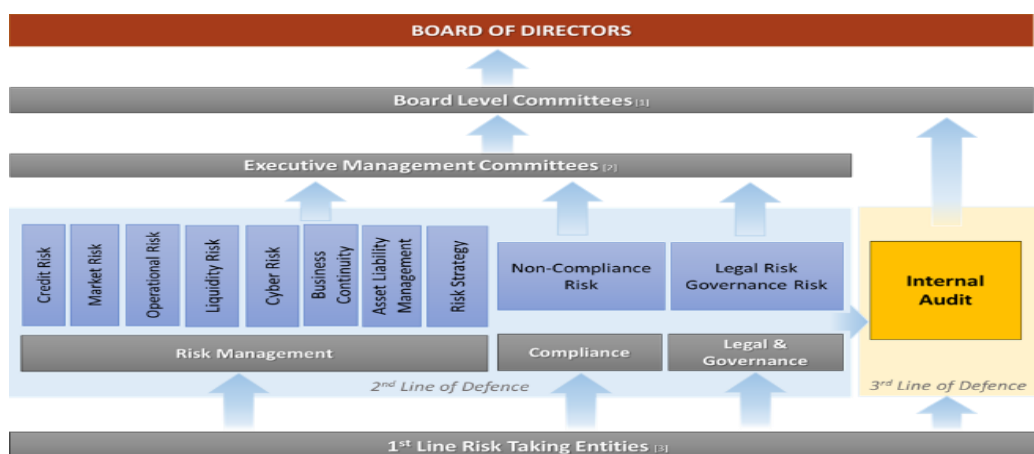 BOARD OF DIRECTORS
Board Level Committees [1]
Executive Management Committees [2]
Credit Risk
Market Risk
Operational Risk
Liquidity Risk
Cyber Risk
Business
Continuity
Asset Liability
Management
Risk Strategy
Non-Compliance
Risk
Legal Risk
Governance Risk
Internal
Audit
Risk Management
Compliance
Legal &
Governance
2nd Line of Defence
3rd Line of Defence
1st Line Risk Taking Entities [3]